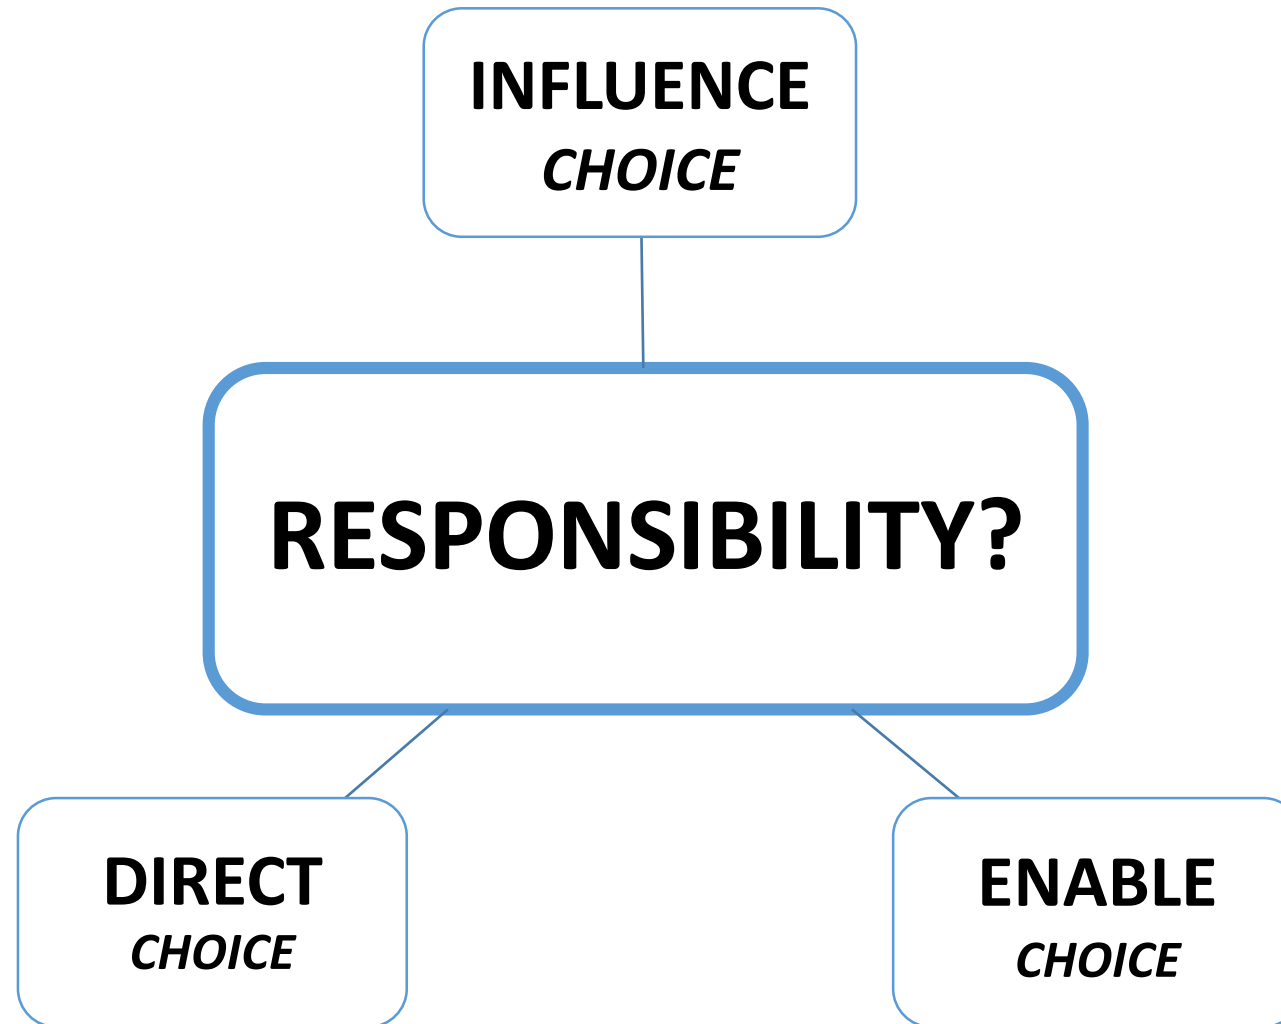 INFLUENCE
CHOICE
RESPONSIBILITY?
DIRECT
CHOICE
ENABLE
CHOICE